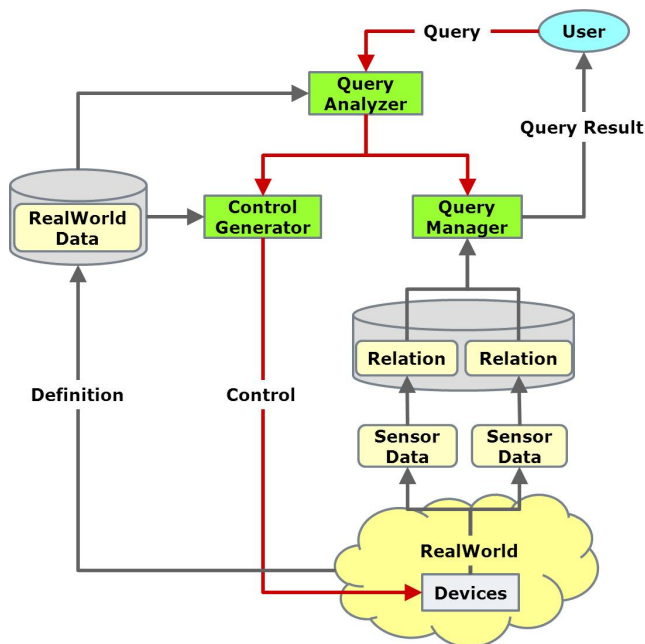 Query
User
Query
Analyzer
Query Result
RealWorld
Data
Control
Generator
Query
Manager
Relation
Relation
Definition
Control
Sensor
Data
Sensor
Data
RealWorld
Devices